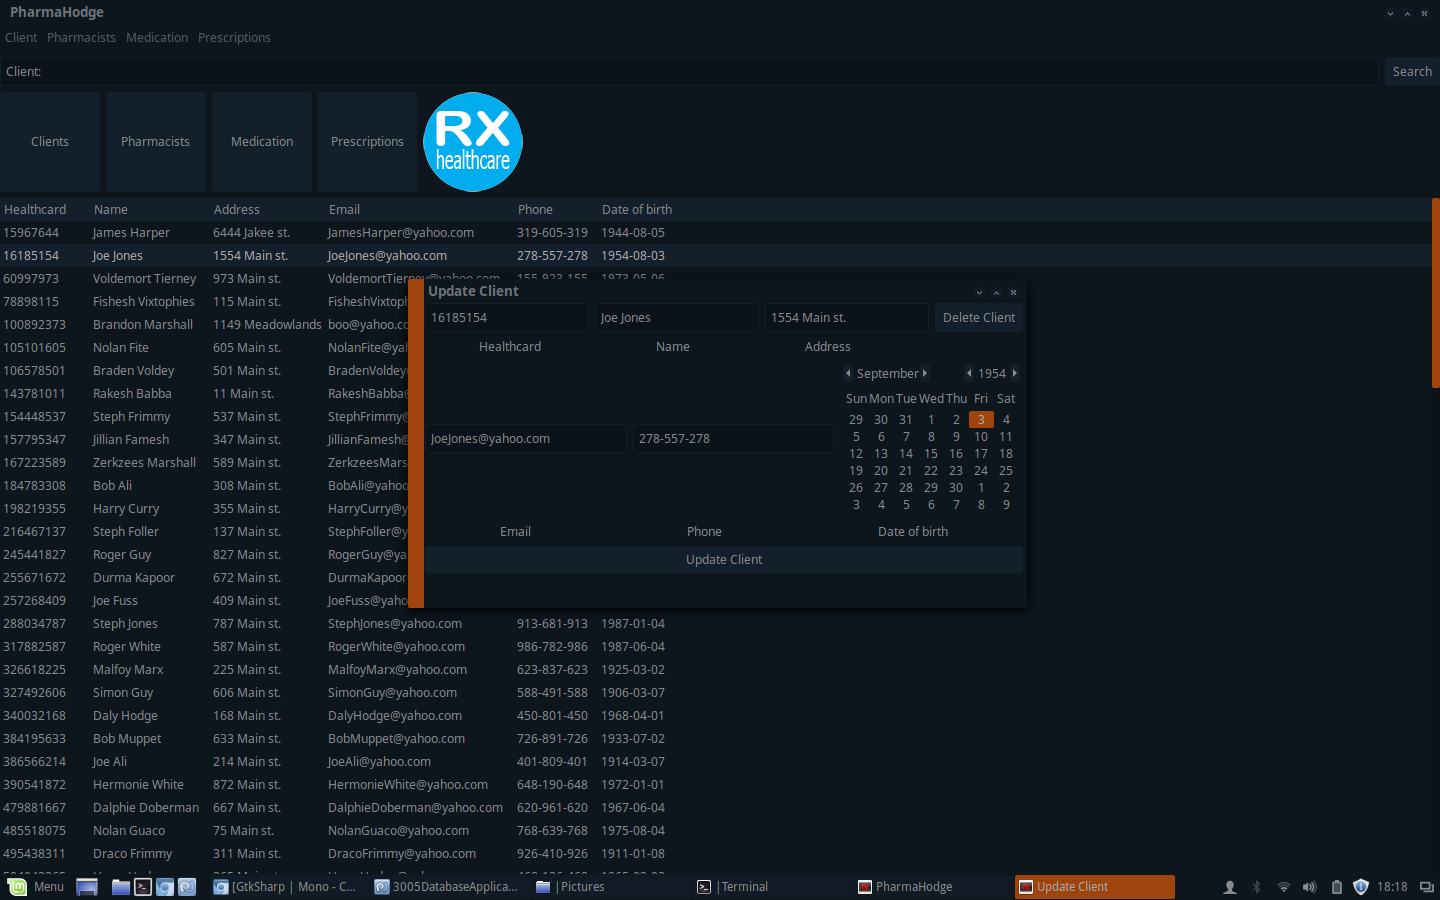 PharmaHodge
Client Pharmacists Medication Prescriptions
Client: Search
Clients Pharmacists Medication Prescriptions RX healthcare
Healthcard Name Address Email Phone Date of birth
15967644 James Harper 6444 Jakee st. JamesHarper@yahoo.com 319-605-319 1944-08-05
16185154 Joe Jones 1554 Main st. JoeJones@yahoo.com 278-557-278 1954-08-03
60997973 Voldemort Tierney 973 Main st. VoldemortTierney@yahoo.com 155-923-155 1973-05-06
78898115 Fishesh Vixtophies 115 Main st. FisheshVixtoph
100892373 Brandon Marshall 1149 Meadowlands boo@yahoo.co
105101605 Nolan Fite 605 Main st. NolanFite@yah
106578501 Braden Voldey 501 Main st. BradenVoldey
143781011 Rakesh Babba 11 Main st. RakeshBabba
154448537 Steph Frimmy 537 Main st. StephFrimmy@
157795347 Jillian Famesh 347 Main st. JillianFamesh@
167223589 Zerkzees Marshall 589 Main st. ZerkzeesMars
184783308 Bob Ali 308 Main st. BobAli@yahoo
198219355 Harry Curry 355 Main st. HarryCurry@y
216467137 Steph Foller 137 Main st. StephFoller@y
245441827 Roger Guy 827 Main st. RogerGuy@ya
255671672 Durma Kapoor 672 Main st. DurmaKapoor
257268409 Joe Fuss 409 Main st. JoeFuss@yaho
288034787 Steph Jones 787 Main st. StephJones@yahoo.com 913-681-913 1987-01-04
317882587 Roger White 587 Main st. RogerWhite@yahoo.com 986-782-986 1987-06-04
326618225 Malfoy Marx 225 Main st. MalfoyMarx@yahoo.com 623-837-623 1925-03-02
327492606 Simon Guy 606 Main st. SimonGuy@yahoo.com 588-491-588 1906-03-07
340032168 Daly Hodge 168 Main st. DalyHodge@yahoo.com 450-801-450 1968-04-01
384195633 Bob Muppet 633 Main st. BobMuppet@yahoo.com 726-891-726 1933-07-02
386566214 Joe Ali 214 Main st. JoeAli@yahoo.com 401-809-401 1914-03-07
390541872 Hermonie White 872 Main st. HermonieWhite@yahoo.com 648-190-648 1972-01-01
479881667 Dalphie Doberman 667 Main st. DalphieDoberman@yahoo.com 620-961-620 1967-06-04
485518075 Nolan Guaco 75 Main st. NolanGuaco@yahoo.com 768-639-768 1975-08-04
495438311 Draco Frimmy 311 Main st. DracoFrimmy@yahoo.com 926-410-926 1911-01-08
Update Client
16185154 Joe Jones 1554 Main st. Delete Client
Healthcard Name Address
September 1954
Sun Mon Tue Wed Thu Fri Sat
29 30 31 1 2 3 4
5 6 7 8 9 10 11
JoeJones@yahoo.com 278-557-278
12 13 14 15 16 17 18
19 20 21 22 23 24 25
26 27 28 29 30 1 2
3 4 5 6 7 8 9
Email Phone Date of birth
Update Client
Menu [GtkSharp | Mono - C... 3005DatabaseApplica... |Pictures |Terminal PharmaHodge Update Client 18:18